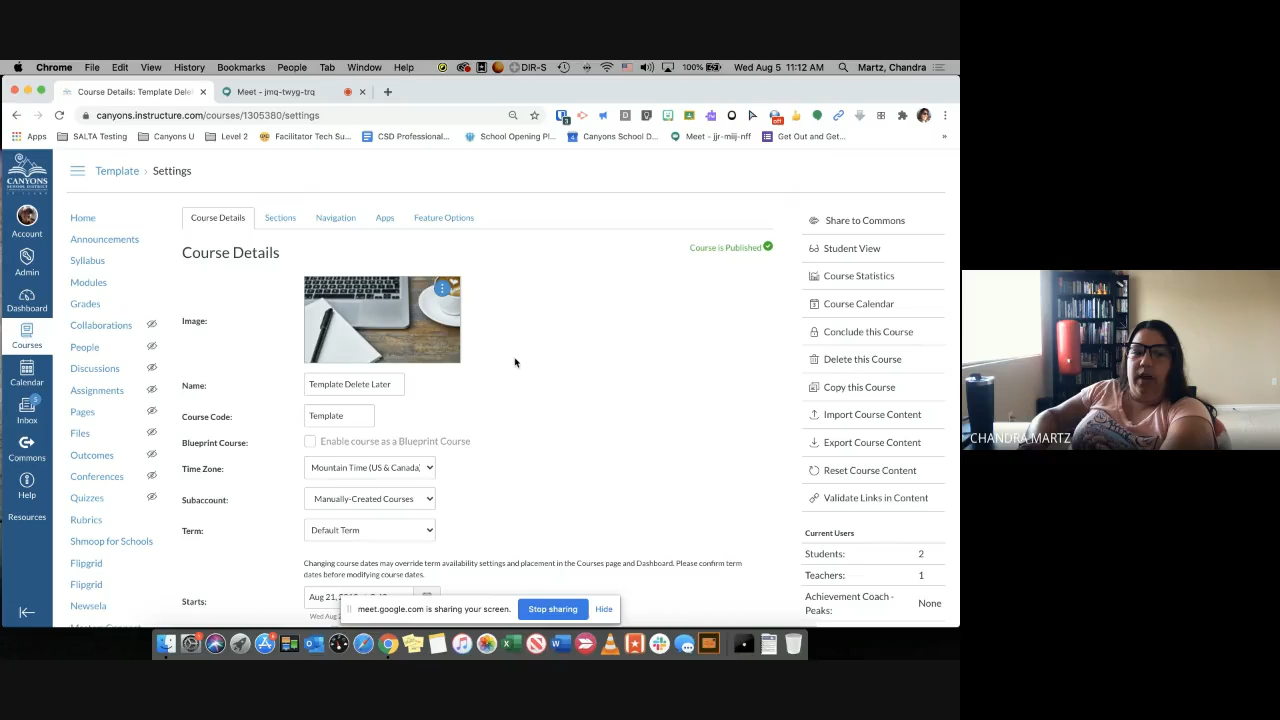 Chrome File Edit View History Bookmarks People Tab Window Help DIR-S 100% Wed Aug 5 11:12 AM Martz, Chandra
Course Details: Template Dele
Meet - jmq-twyg-trq
canyons.instructure.com/courses/1305380/settings
Apps SALTA Testing Canyons U Level 2 Facilitator Tech Su... CSD Professional... School Opening Pl... Canyons School D... Meet - jjr-miij-nff Get Out and Get...
CANYONS
SCHOOL DISTRICT
Account
Admin
Dashboard
Courses
Calendar
5
Inbox
Commons
Help
Resources
Template › Settings
Home
Announcements
Syllabus
Modules
Grades
Collaborations
People
Discussions
Assignments
Pages
Files
Outcomes
Conferences
Quizzes
Rubrics
Shmoop for Schools
Flipgrid
Flipgrid
Newsela
Course Details Sections Navigation Apps Feature Options
Course Details
Course is Published
Image:
Name: Template Delete Later
Course Code: Template
Blueprint Course: Enable course as a Blueprint Course
Time Zone: Mountain Time (US & Canada)
Subaccount: Manually-Created Courses
Term: Default Term
Changing course dates may override term availability settings and placement in the Courses page and Dashboard. Please confirm term
dates before modifying course dates.
Starts: Aug 21,
Wed Aug
meet.google.com is sharing your screen. Stop sharing Hide
Share to Commons
Student View
Course Statistics
Course Calendar
Conclude this Course
Delete this Course
Copy this Course
Import Course Content
Export Course Content
Reset Course Content
Validate Links in Content
Current Users
Students: 2
Teachers: 1
Achievement Coach - None
Peaks:
CHANDRA MARTZ